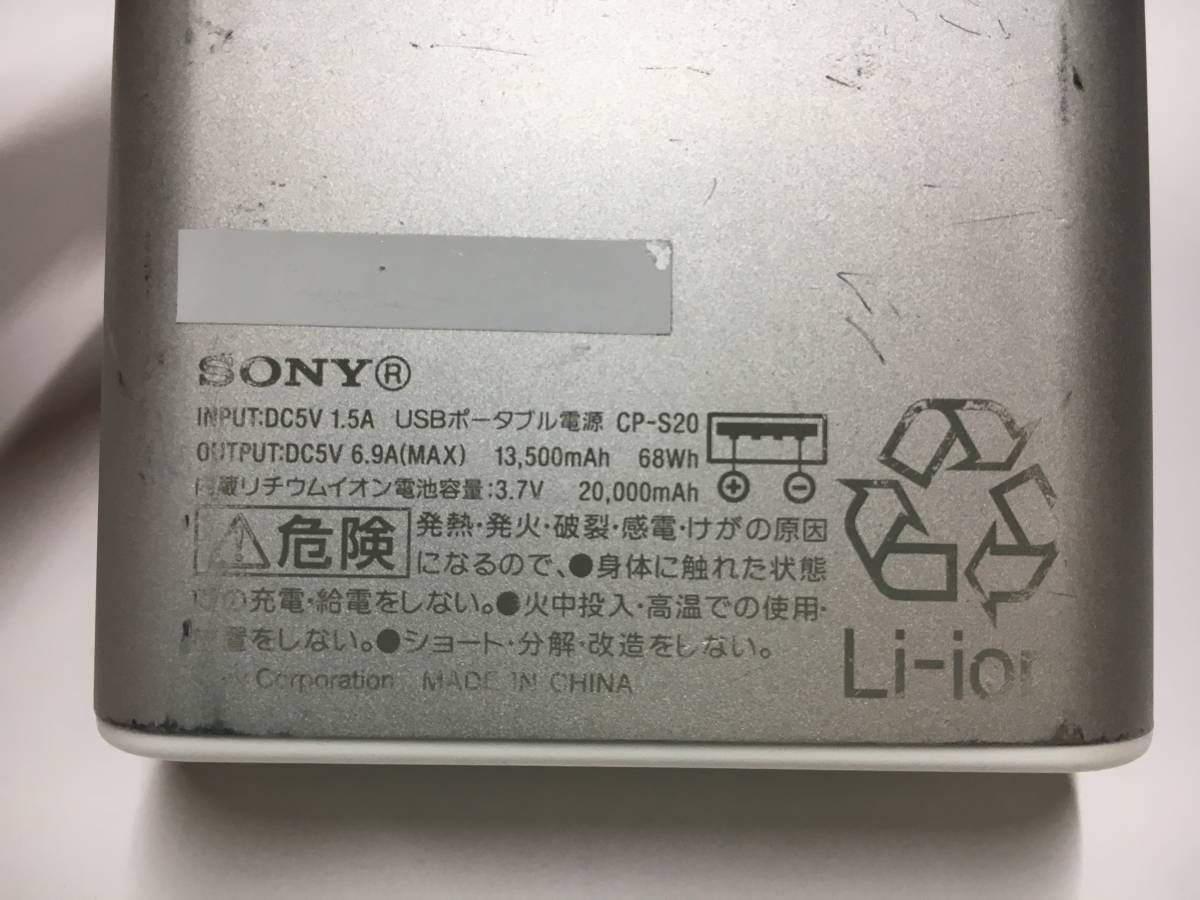 SONY®
INPUT:DC5V 1.5A USBポータブル電源 CP-S20
OUTPUT:DC5V 6.9A(MAX) 13,500mAh 68Wh
内蔵リチウムイオン電池容量:3.7V 20,000mAh
⚠危険 発熱・発火・破裂・感電・けがの原因
になるので、●身体に触れた状態
の充電・給電をしない。●火中投入・高温での使用・
置をしない。●ショート・分解・改造をしない。
Corporation MADE IN CHINA
Li-ion